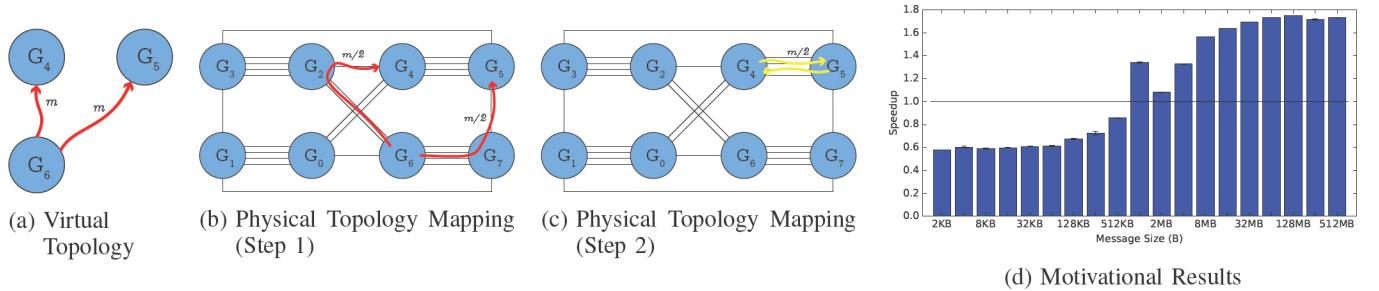 G4
G5
m
m
G6
(a) Virtual
Topology
m/2
G3
G2
G4
G5
m/2
G1
G0
G6
G7
(b) Physical Topology Mapping
(Step 1)
m/2
G3
G2
G4
G5
G1
G0
G6
G7
(c) Physical Topology Mapping
(Step 2)
1.8
1.6
1.4
1.2
1.0
0.8
0.6
0.4
0.2
0.0
Speedup
2KB 8KB 32KB 128KB 512KB 2MB 8MB 32MB 128MB 512MB
Message Size (B)
(d) Motivational Results